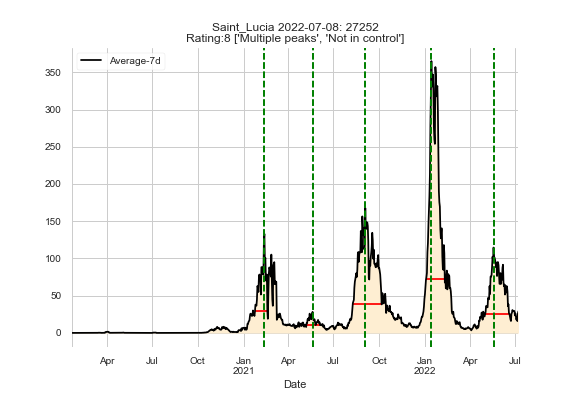 Saint_Lucia 2022-07-08: 27252
Rating:8 ['Multiple peaks', 'Not in control']
Average-7d
350
300
250
200
150
100
50
0
Apr Jul Oct Jan Apr Jul Oct Jan Apr Jul
2021 2022
Date